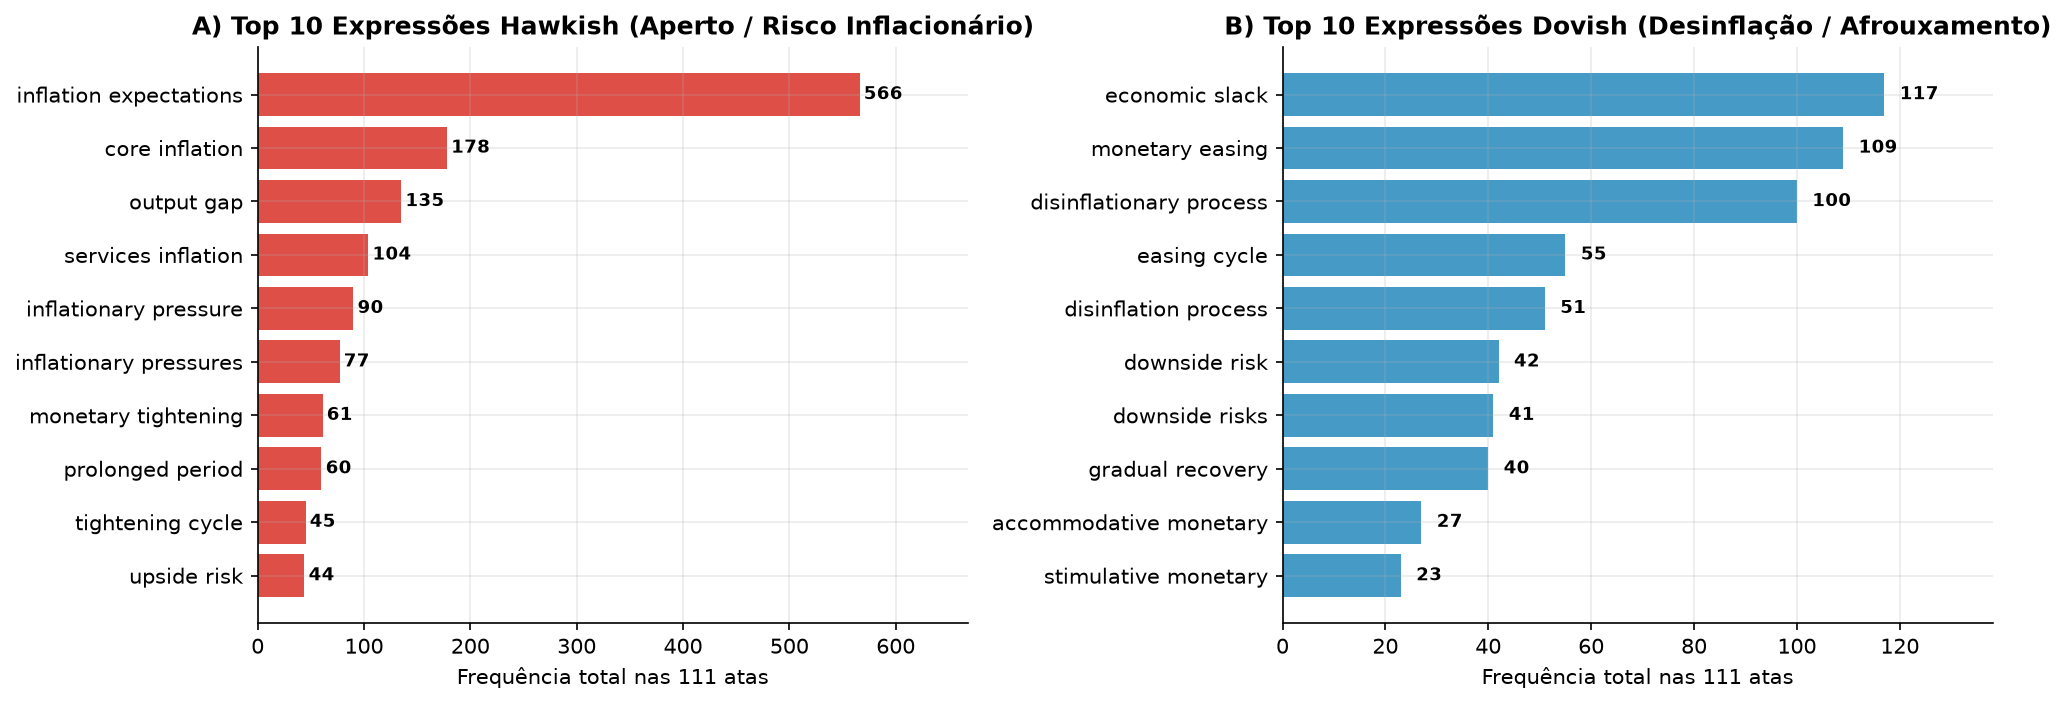 A) Top 10 Expressões Hawkish (Aperto / Risco Inflacionário)
inflation expectations 566
core inflation 178
output gap 135
services inflation 104
inflationary pressure 90
inflationary pressures 77
monetary tightening 61
prolonged period 60
tightening cycle 45
upside risk 44
0 100 200 300 400 500 600
Frequência total nas 111 atas
B) Top 10 Expressões Dovish (Desinflação / Afrouxamento)
economic slack 117
monetary easing 109
disinflationary process 100
easing cycle 55
disinflation process 51
downside risk 42
downside risks 41
gradual recovery 40
accommodative monetary 27
stimulative monetary 23
0 20 40 60 80 100 120
Frequência total nas 111 atas